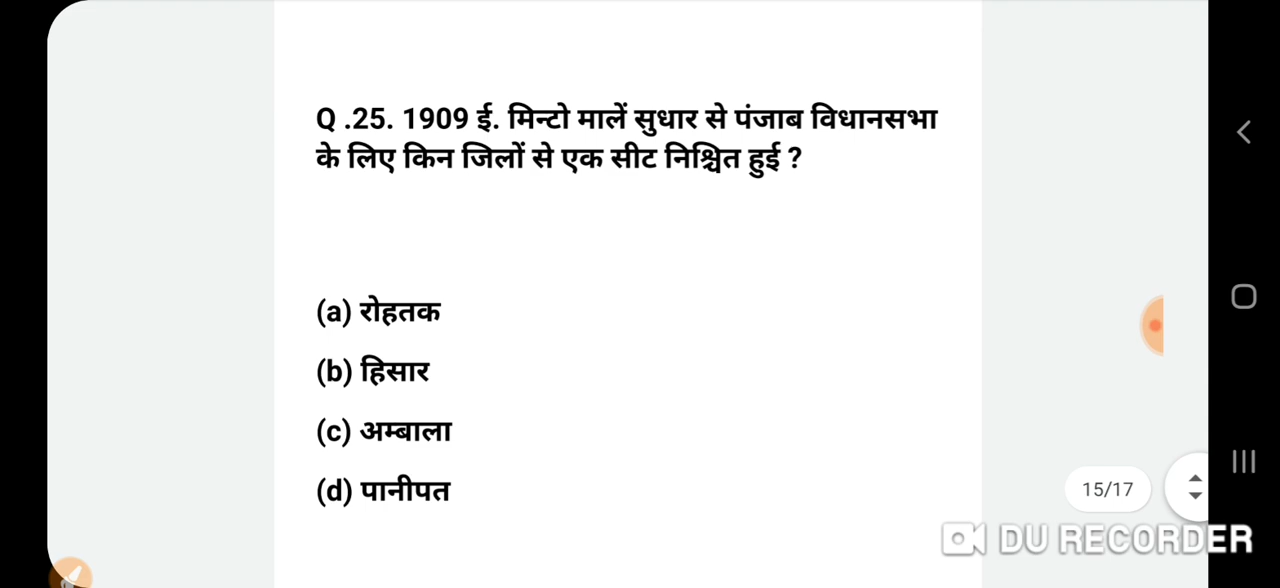 Q .25. 1909 ई. मिन्टो मार्ले सुधार से पंजाब विधानसभा
के लिए किन जिलों से एक सीट निश्चित हुई ?
(a) रोहतक
(b) हिसार
(c) अम्बाला
(d) पानीपत
15/17
DU RECORDER